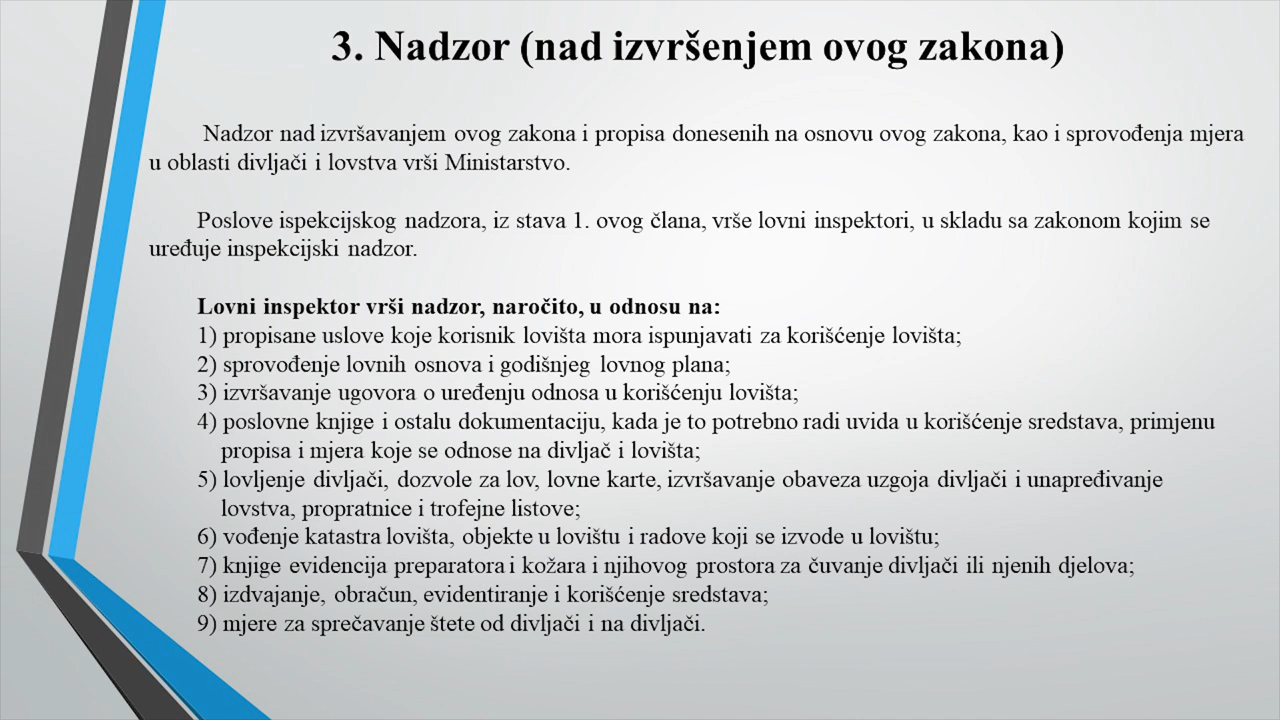 3. Nadzor (nad izvršenjem ovog zakona)
Nadzor nad izvršavanjem ovog zakona i propisa donesenih na osnovu ovog zakona, kao i sprovođenja mjera
u oblasti divljači i lovstva vrši Ministarstvo.
Poslove ispekcijskog nadzora, iz stava 1. ovog člana, vrše lovni inspektori, u skladu sa zakonom kojim se
uređuje inspekcijski nadzor.
Lovni inspektor vrši nadzor, naročito, u odnosu na:
1) propisane uslove koje korisnik lovišta mora ispunjavati za korišćenje lovišta;
2) sprovođenje lovnih osnova i godišnjeg lovnog plana;
3) izvršavanje ugovora o uređenju odnosa u korišćenju lovišta;
4) poslovne knjige i ostalu dokumentaciju, kada je to potrebno radi uvida u korišćenje sredstava, primjenu
propisa i mjera koje se odnose na divljač i lovišta;
5) lovljenje divljači, dozvole za lov, lovne karte, izvršavanje obaveza uzgoja divljači i unapređivanje
lovstva, propratnice i trofejne listove;
6) vođenje katastra lovišta, objekte u lovištu i radove koji se izvode u lovištu;
7) knjige evidencija preparatora i kožara i njihovog prostora za čuvanje divljači ili njenih djelova;
8) izdvajanje, obračun, evidentiranje i korišćenje sredstava;
9) mjere za sprečavanje štete od divljači i na divljači.